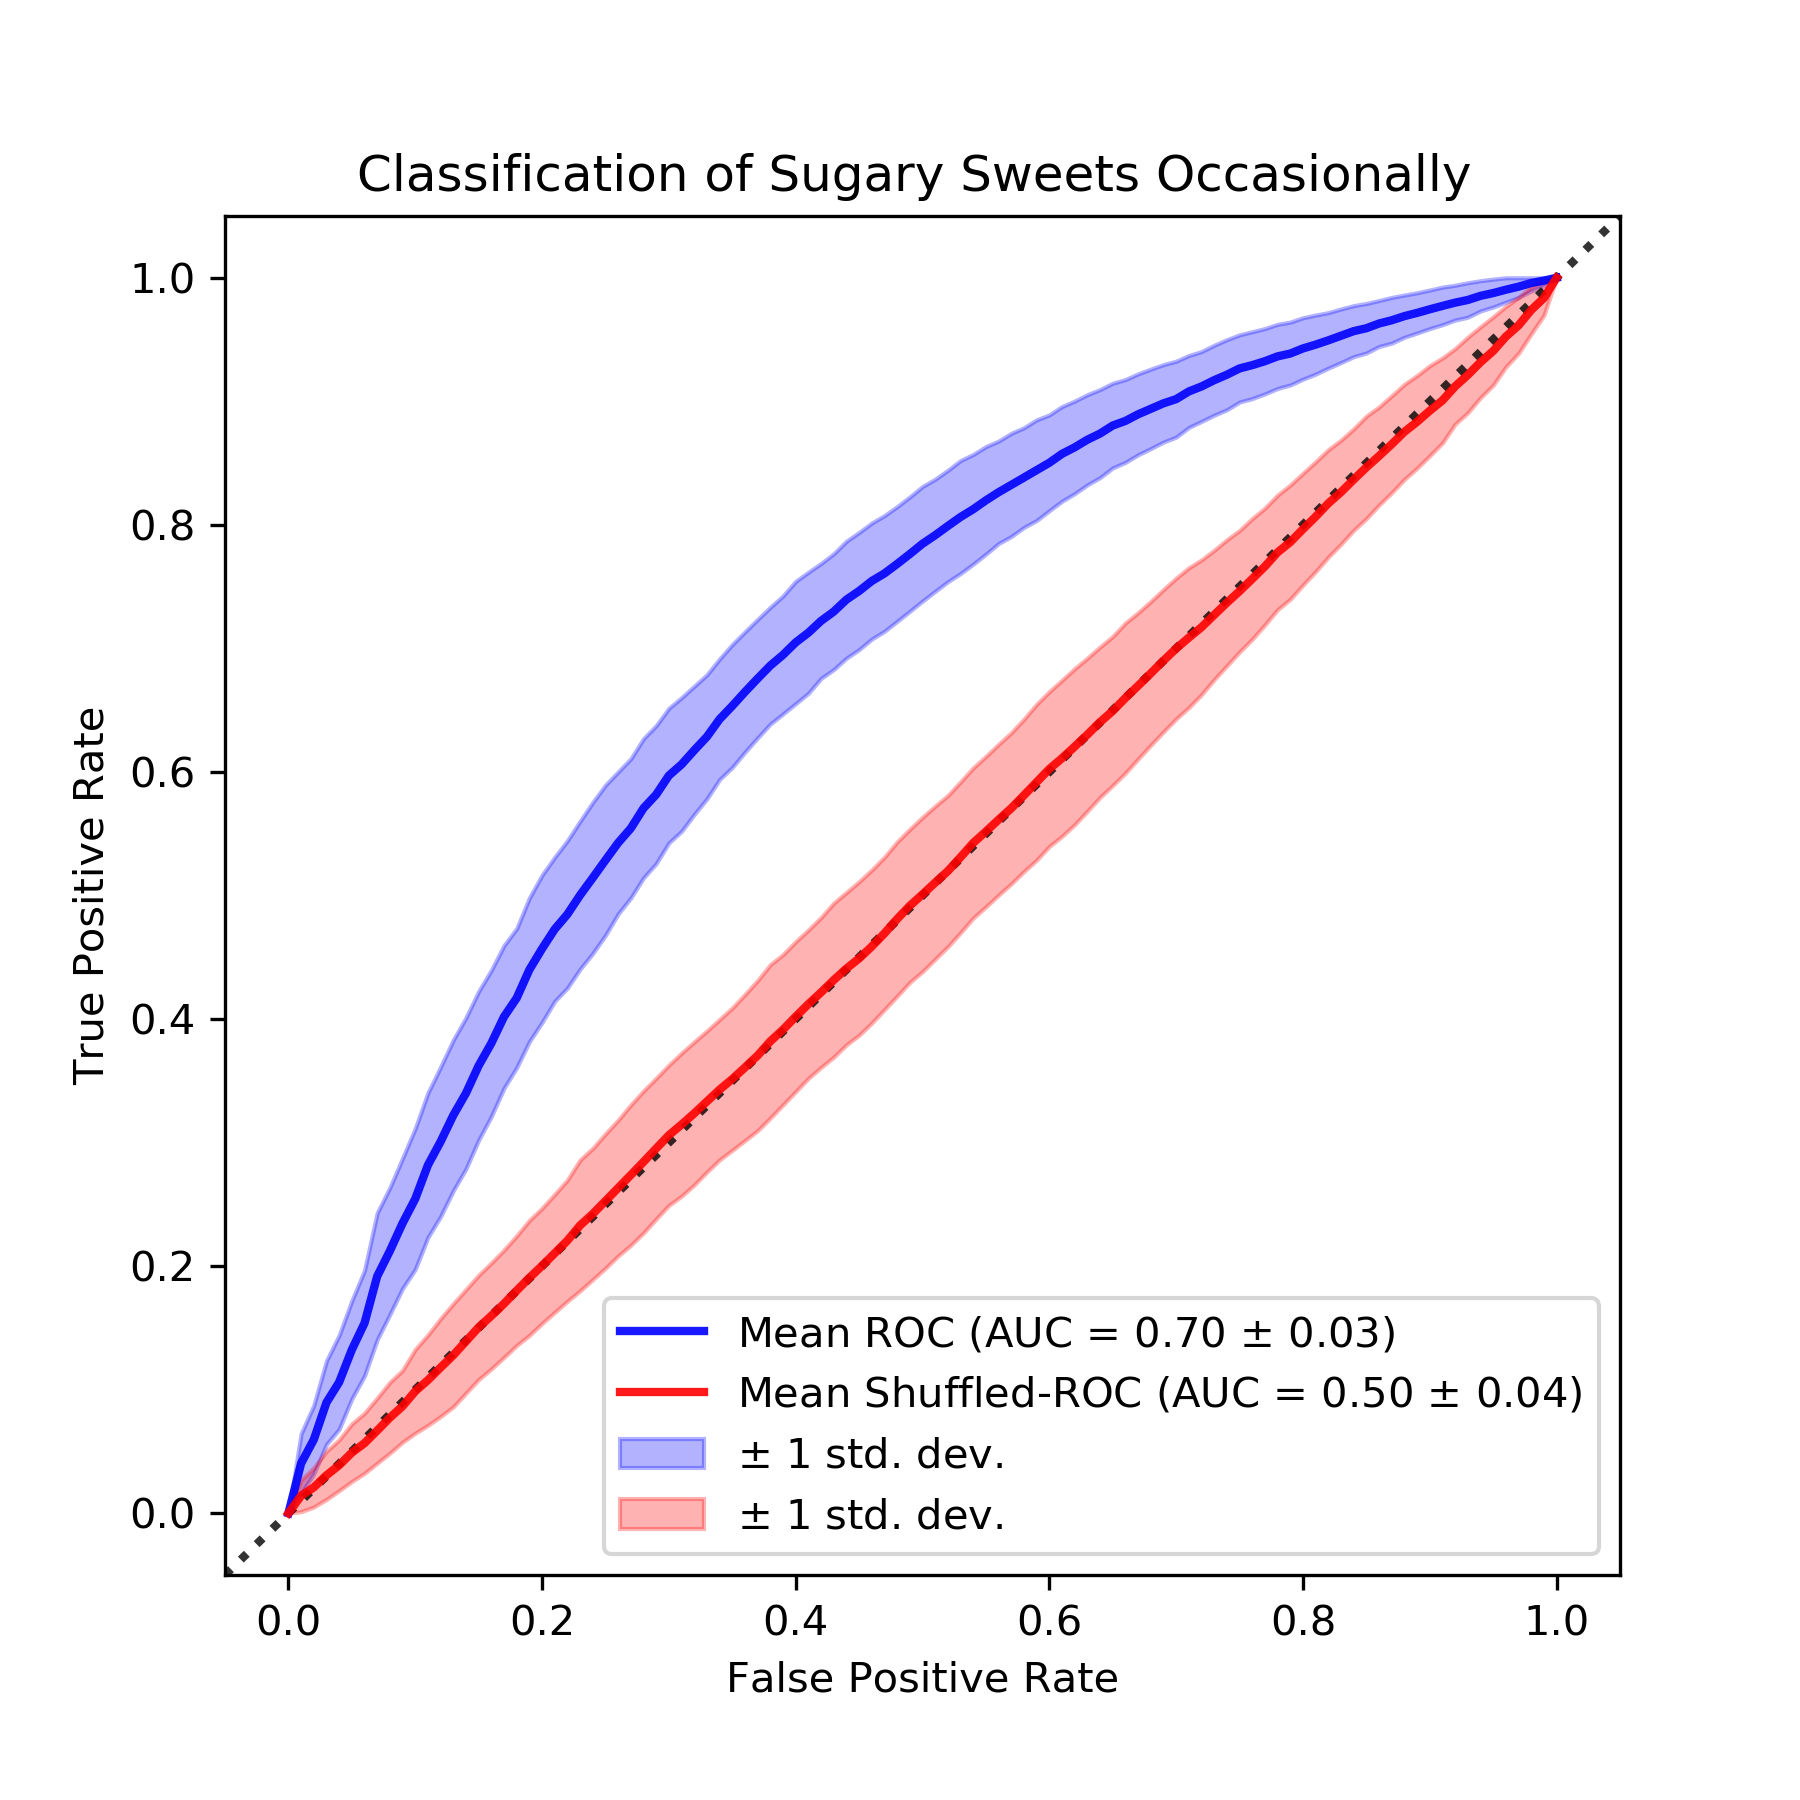 Classification of Sugary Sweets Occasionally
1.0
0.8
0.6
0.4
0.2
0.0
True Positive Rate
Mean ROC (AUC = 0.70 ± 0.03)
Mean Shuffled-ROC (AUC = 0.50 ± 0.04)
± 1 std. dev.
± 1 std. dev.
0.0 0.2 0.4 0.6 0.8 1.0
False Positive Rate